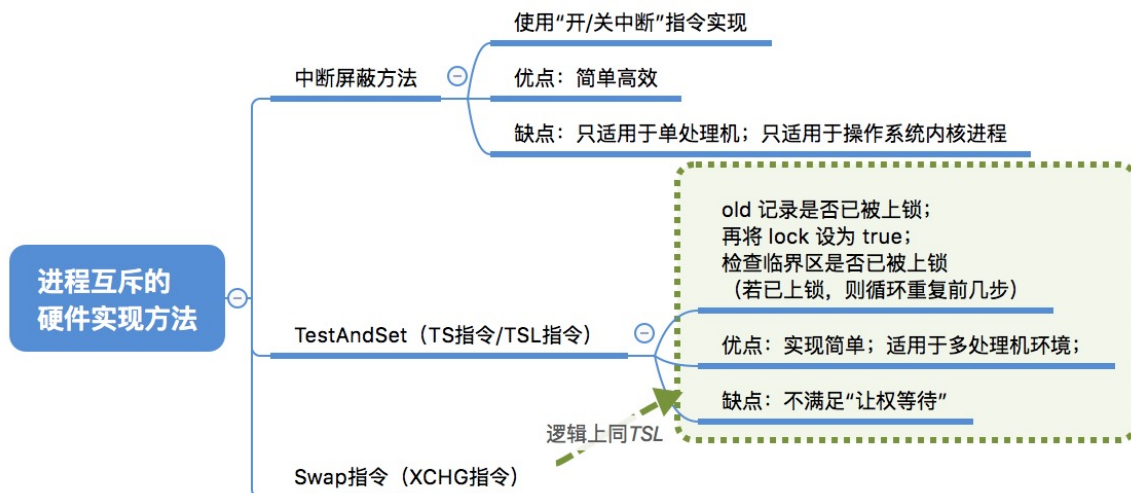 使用“开/关中断”指令实现
中断屏蔽方法
优点：简单高效
缺点：只适用于单处理机；只适用于操作系统内核进程
old 记录是否已被上锁；
再将 lock 设为 true；
检查临界区是否已被上锁
（若已上锁，则循环重复前几步）
进程互斥的
硬件实现方法
TestAndSet（TS指令/TSL指令）
优点：实现简单；适用于多处理机环境；
缺点：不满足“让权等待”
逻辑上同TSL
Swap指令（XCHG指令）